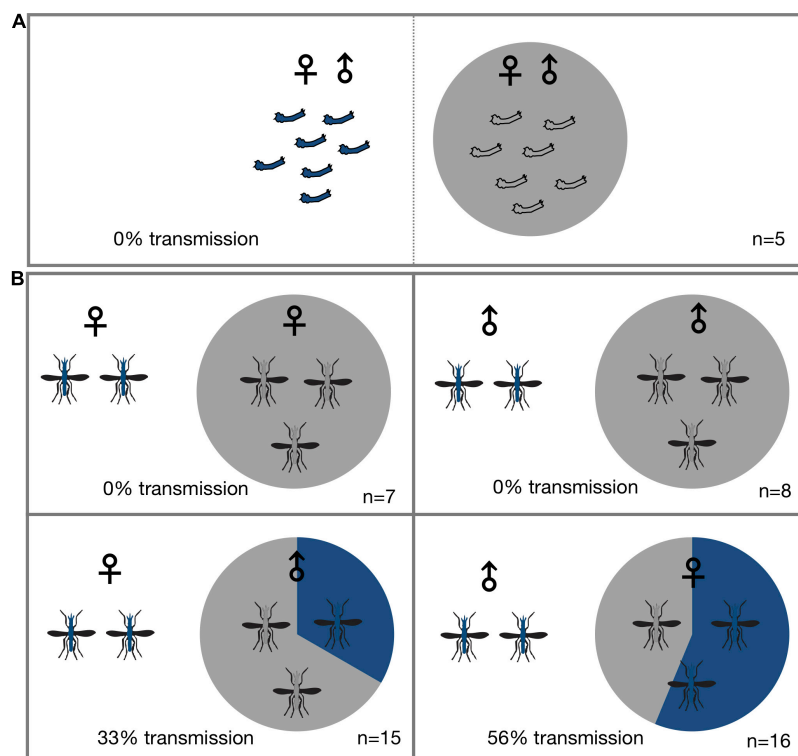 A
♀ ♂
♀ ♂
0% transmission
n=5
B
♀
♀
0% transmission
n=7
♂
♂
0% transmission
n=8
♀
♂
33% transmission
n=15
♂
♀
56% transmission
n=16